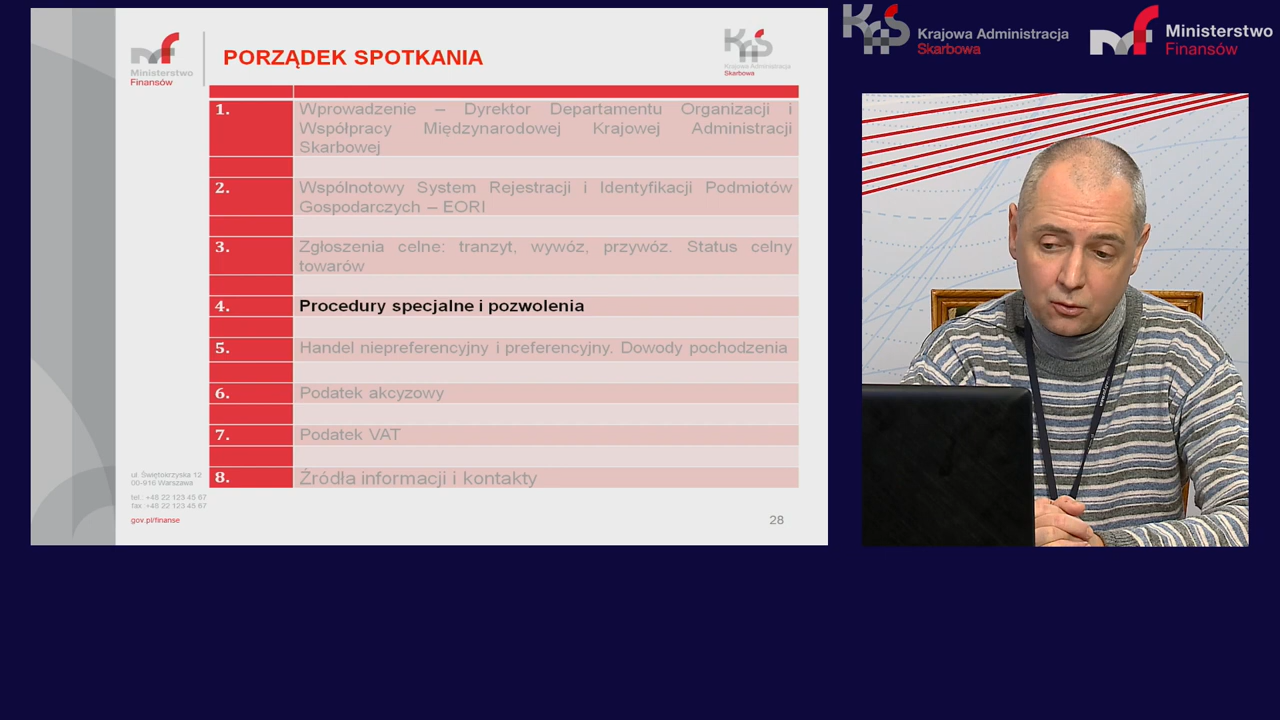 Ministerstwo
Finansów
PORZĄDEK SPOTKANIA
KAS
Krajowa Administracja
Skarbowa
1. Wprowadzenie – Dyrektor Departamentu Organizacji i
Współpracy Międzynarodowej Krajowej Administracji
Skarbowej
2. Wspólnotowy System Rejestracji i Identyfikacji Podmiotów
Gospodarczych – EORI
3. Zgłoszenia celne: tranzyt, wywóz, przywóz. Status celny
towarów
4. Procedury specjalne i pozwolenia
5. Handel niepreferencyjny i preferencyjny. Dowody pochodzenia
6. Podatek akcyzowy
7. Podatek VAT
8. Źródła informacji i kontakty
ul. Świętokrzyska 12
00-916 Warszawa
tel.: +48 22 123 45 67
fax :+48 22 123 45 67
gov.pl/finanse
28
KAS
Krajowa Administracja
Skarbowa
mf
Ministerstwo
Finansów